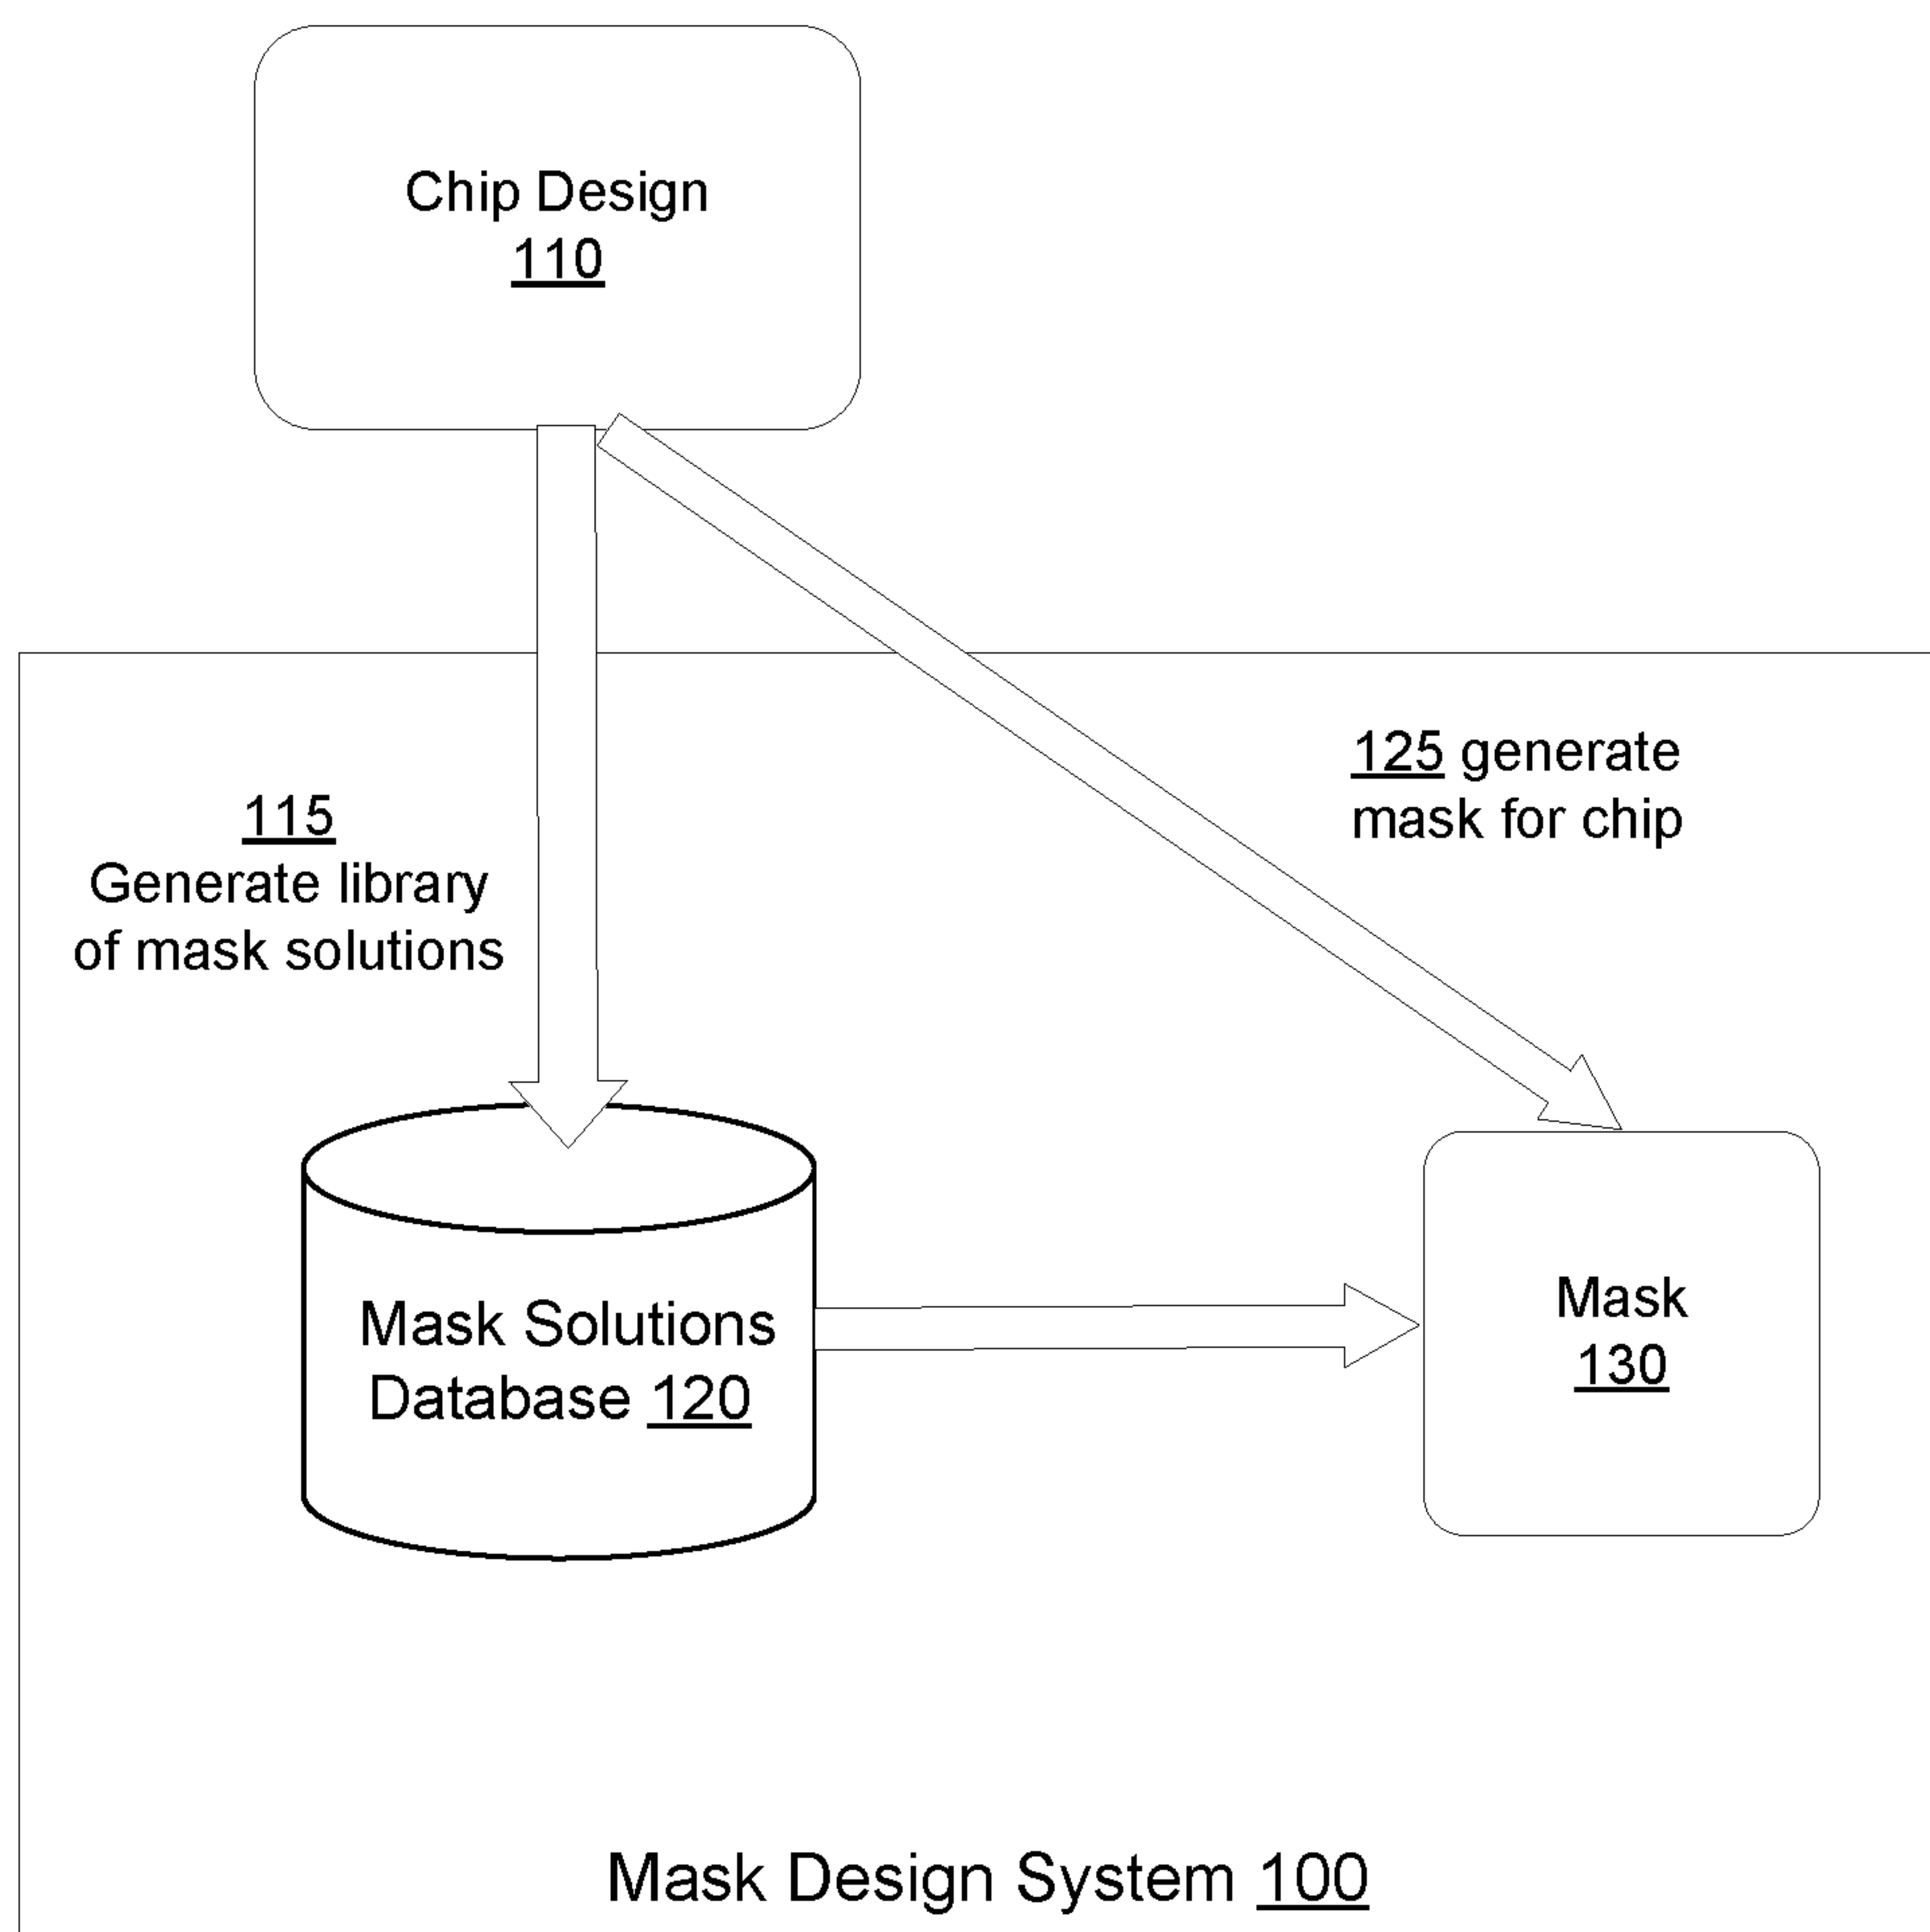 Chip Design
110
125 generate
mask for chip
115
Generate library
of mask solutions
Mask Solutions
Database 120
Mask
130
Mask Design System 100